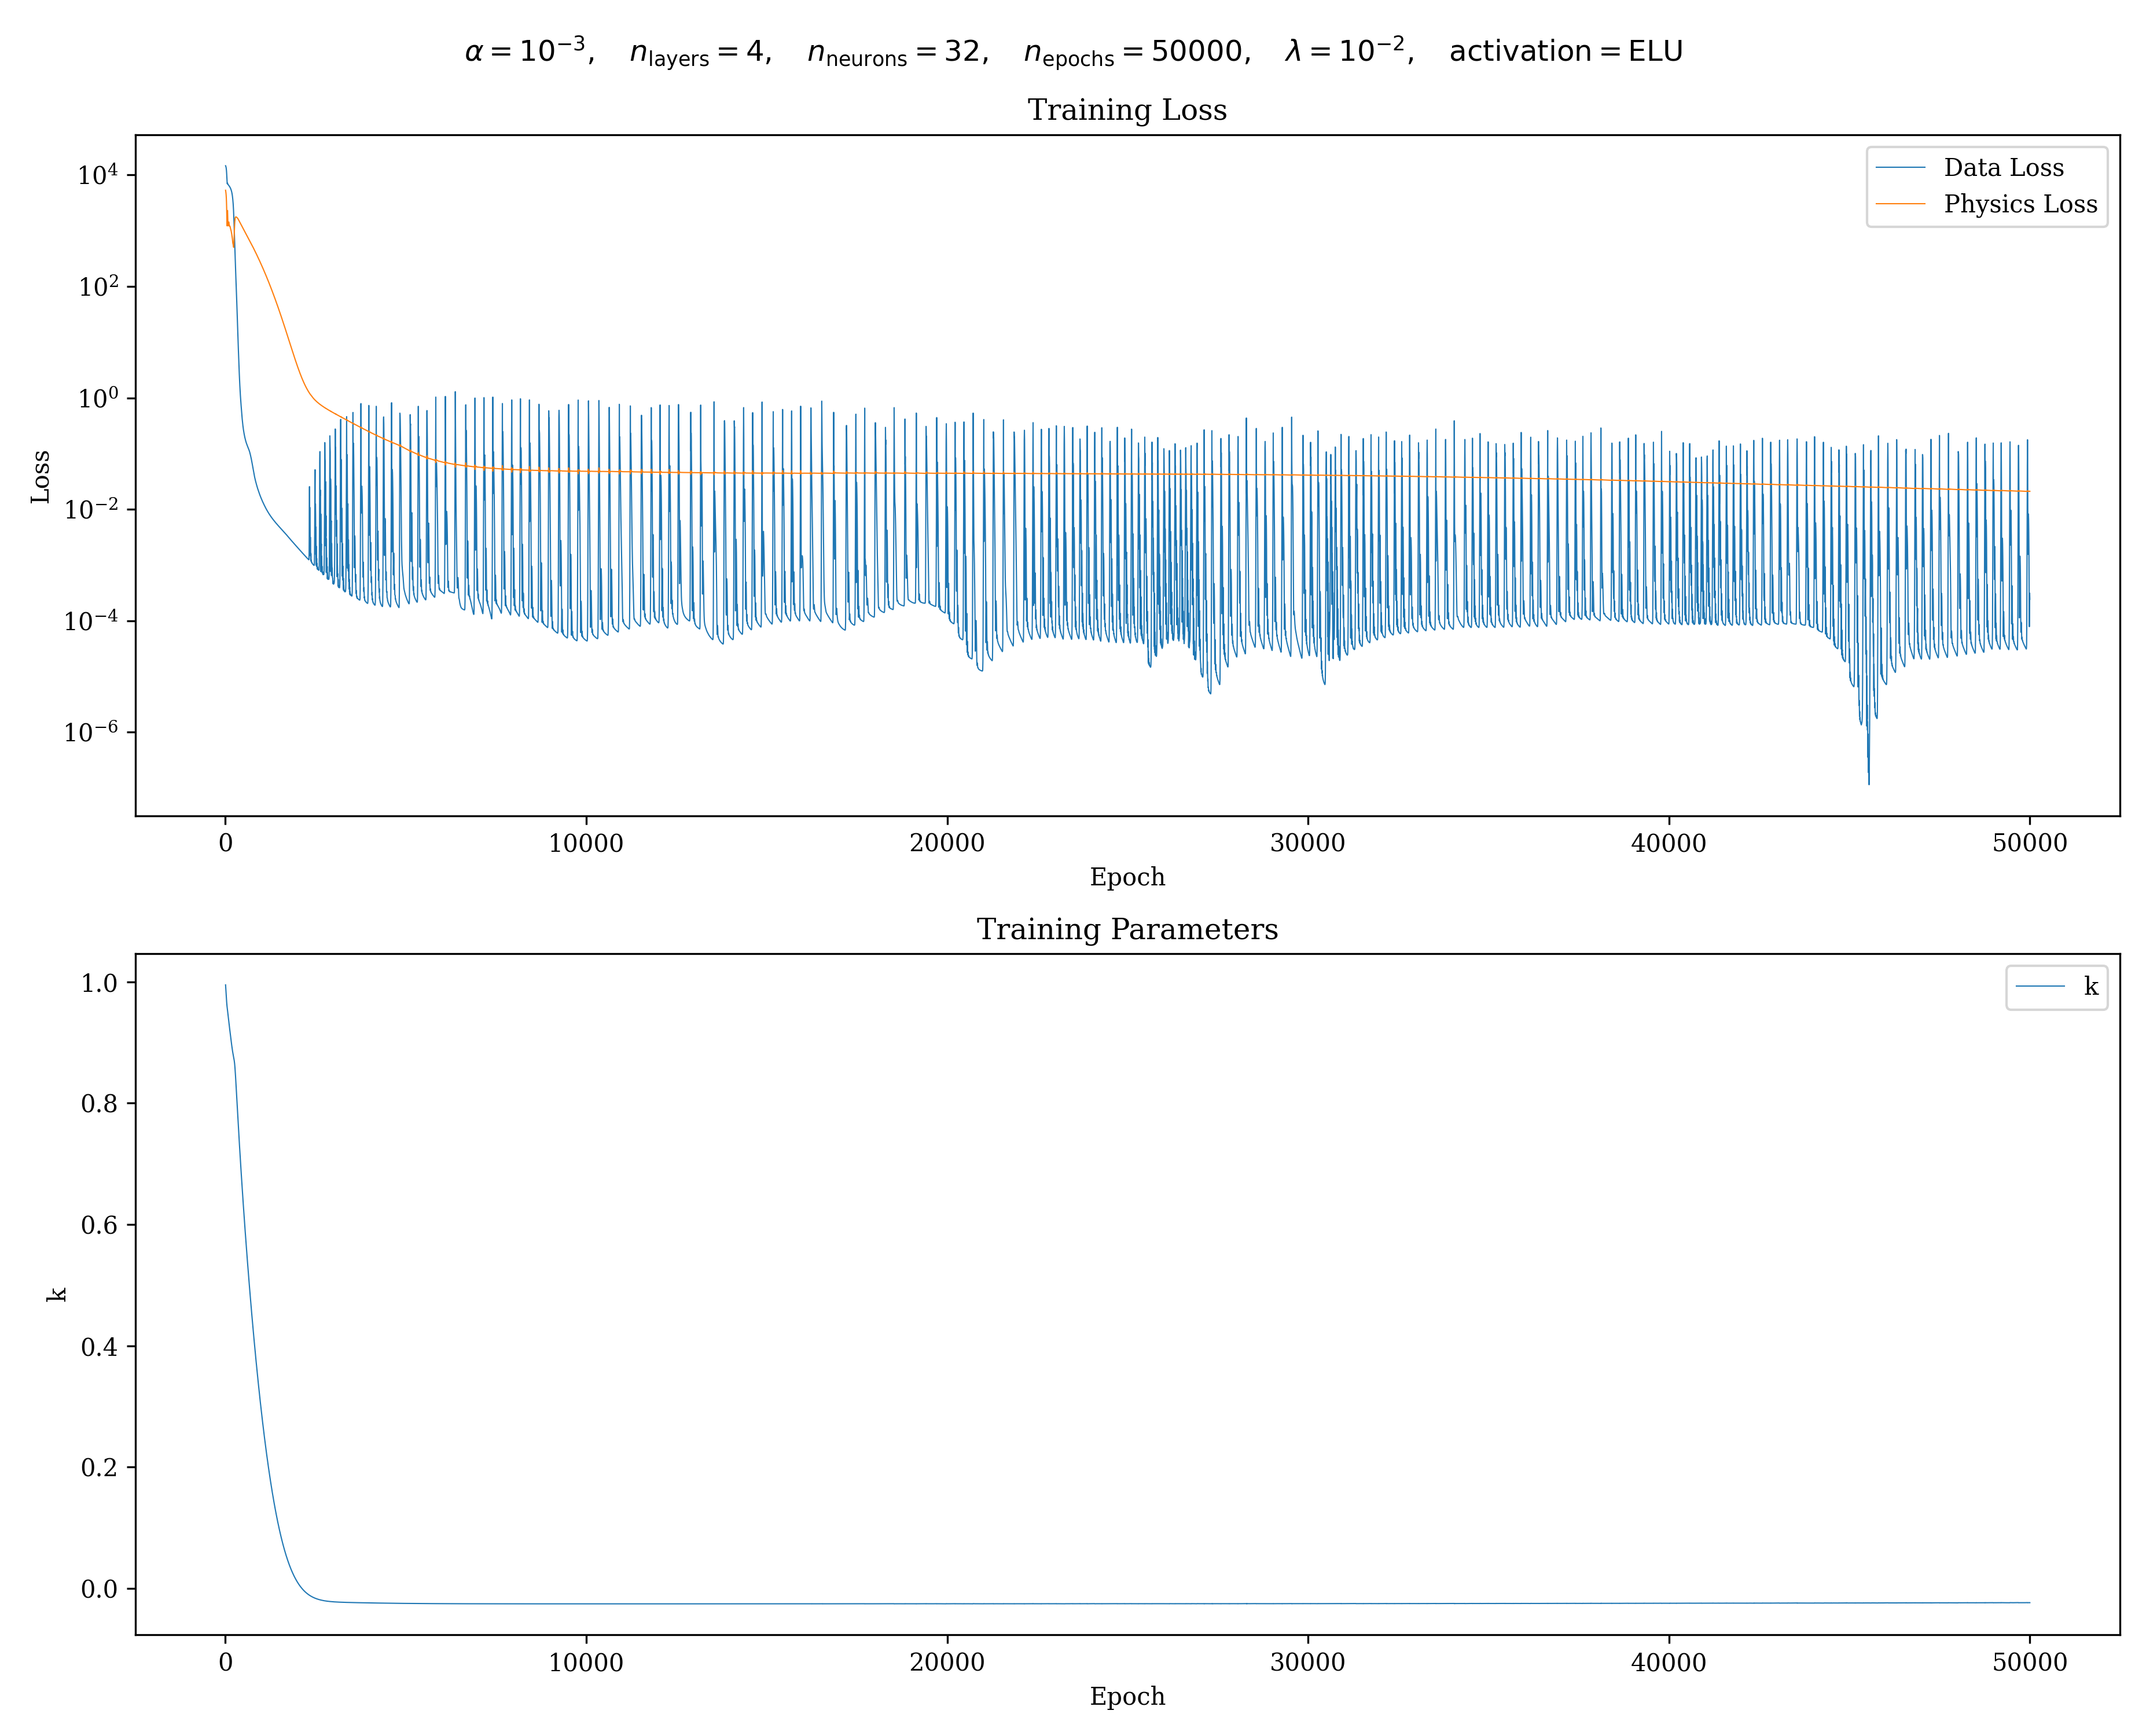 α = 10⁻³, n_layers = 4, n_neurons = 32, n_epochs = 50000, λ = 10⁻², activation = ELU
Training Loss
10⁴
10²
10⁰
10⁻²
10⁻⁴
10⁻⁶
Loss
Data Loss
Physics Loss
0 10000 20000 30000 40000 50000
Epoch
Training Parameters
1.0
0.8
0.6
0.4
0.2
0.0
k
k
0 10000 20000 30000 40000 50000
Epoch